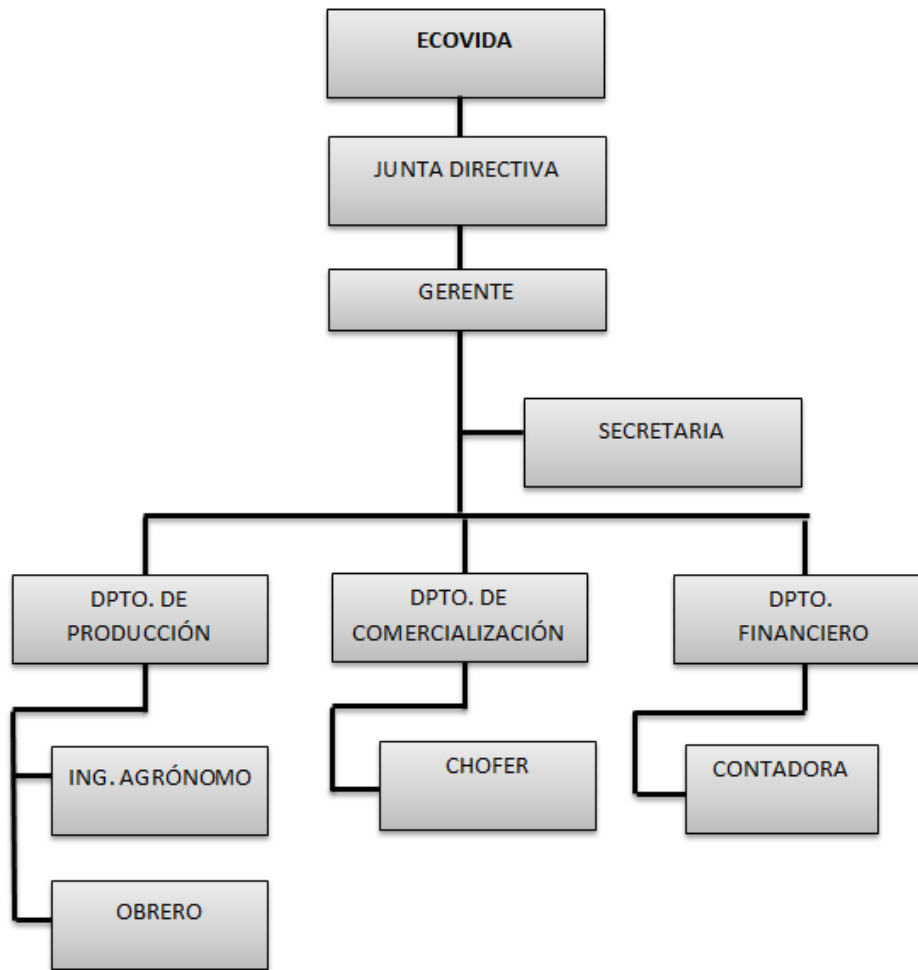 ECOVIDA
JUNTA DIRECTIVA
GERENTE
SECRETARIA
DPTO. DE
PRODUCCIÓN
DPTO. DE
COMERCIALIZACIÓN
DPTO.
FINANCIERO
ING. AGRÓNOMO
CHOFER
CONTADORA
OBRERO